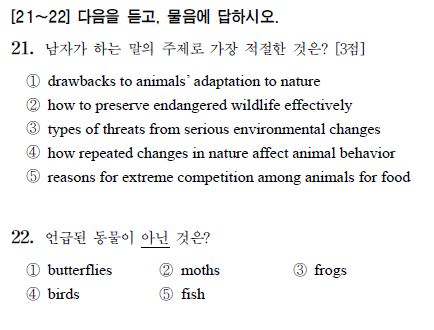 [21～22] 다음을 듣고, 물음에 답하시오.
21. 남자가 하는 말의 주제로 가장 적절한 것은? [3점]
① drawbacks to animals’ adaptation to nature
② how to preserve endangered wildlife effectively
③ types of threats from serious environmental changes
④ how repeated changes in nature affect animal behavior
⑤ reasons for extreme competition among animals for food
22. 언급된 동물이 아닌 것은?
① butterflies ② moths ③ frogs
④ birds ⑤ fish